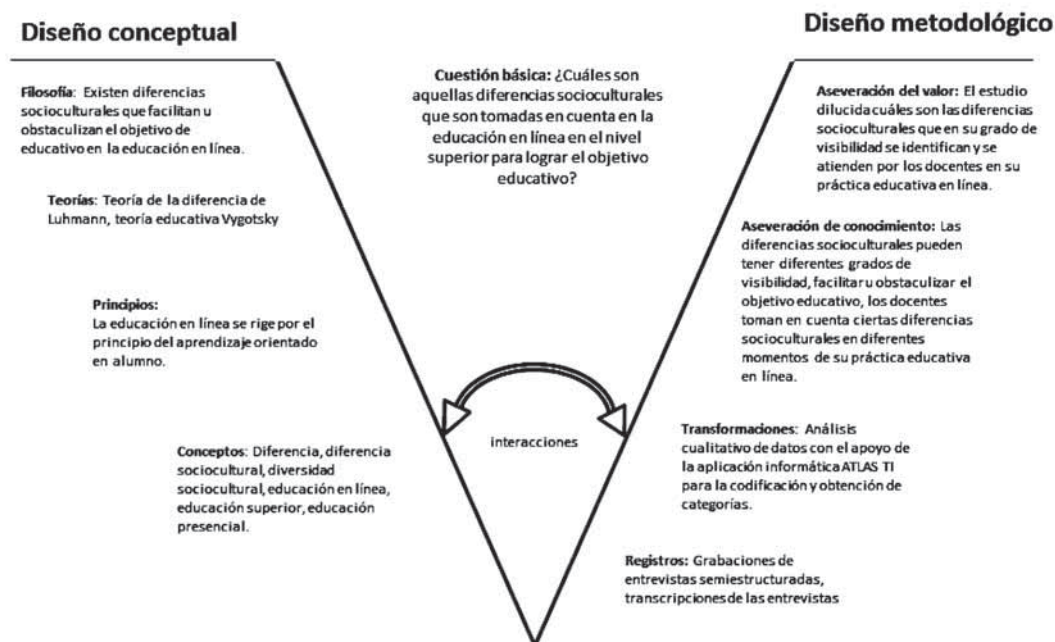 Diseño conceptual
Filosofía: Existen diferencias
socioculturales que facilitan u
obstaculizan el objetivo de
educativo en la educación en línea.
Teorías: Teoría de la diferencia de
Luhmann, teoría educativa Vygotsky
Principios:
La educación en línea se rige por el
principio del aprendizaje orientado
en alumno.
Conceptos: Diferencia, diferencia
sociocultural, diversidad
sociocultural, educación en línea,
educación superior, educación
presencial.
Cuestión básica: ¿Cuáles son
aquellas diferencias socioculturales
que son tomadas en cuenta en la
educación en línea en el nivel
superior para lograr el objetivo
educativo?
interacciones
Diseño metodológico
Aseveración del valor: El estudio
dilucida cuáles son las diferencias
socioculturales que en su grado de
visibilidad se identifican y se
atienden por los docentes en su
práctica educativa en línea.
Aseveración de conocimiento: Las
diferencias socioculturales pueden
tener diferentes grados de
visibilidad, facilitar u obstaculizar el
objetivo educativo, los docentes
toman en cuenta ciertas diferencias
socioculturales en diferentes
momentos de su práctica educativa
en línea.
Transformaciones: Análisis
cualitativo de datos con el apoyo de
la aplicación informática ATLAS TI
para la codificación y obtención de
categorías.
Registros: Grabaciones de
entrevistas semiestructuradas,
transcripciones de las entrevistas